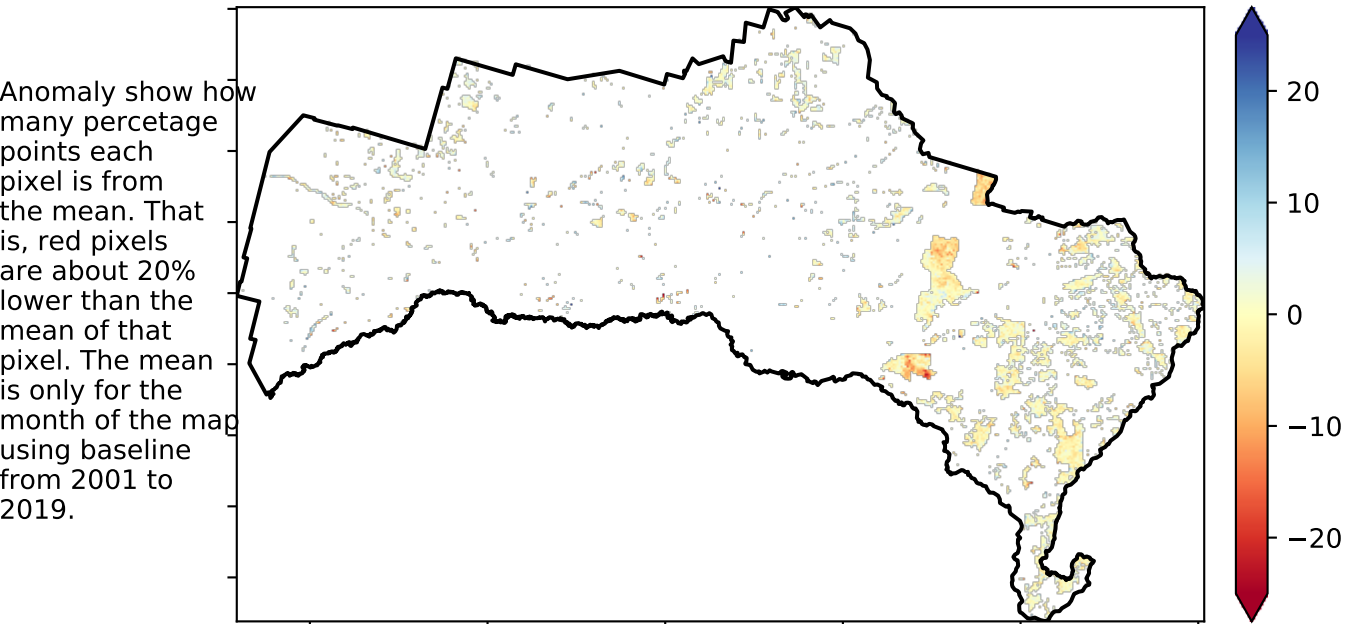 Anomaly show how
many percetage
points each
pixel is from
the mean. That
is, red pixels
are about 20%
lower than the
mean of that
pixel. The mean
is only for the
month of the map
using baseline
from 2001 to
2019.
20
10
0
−10
−20